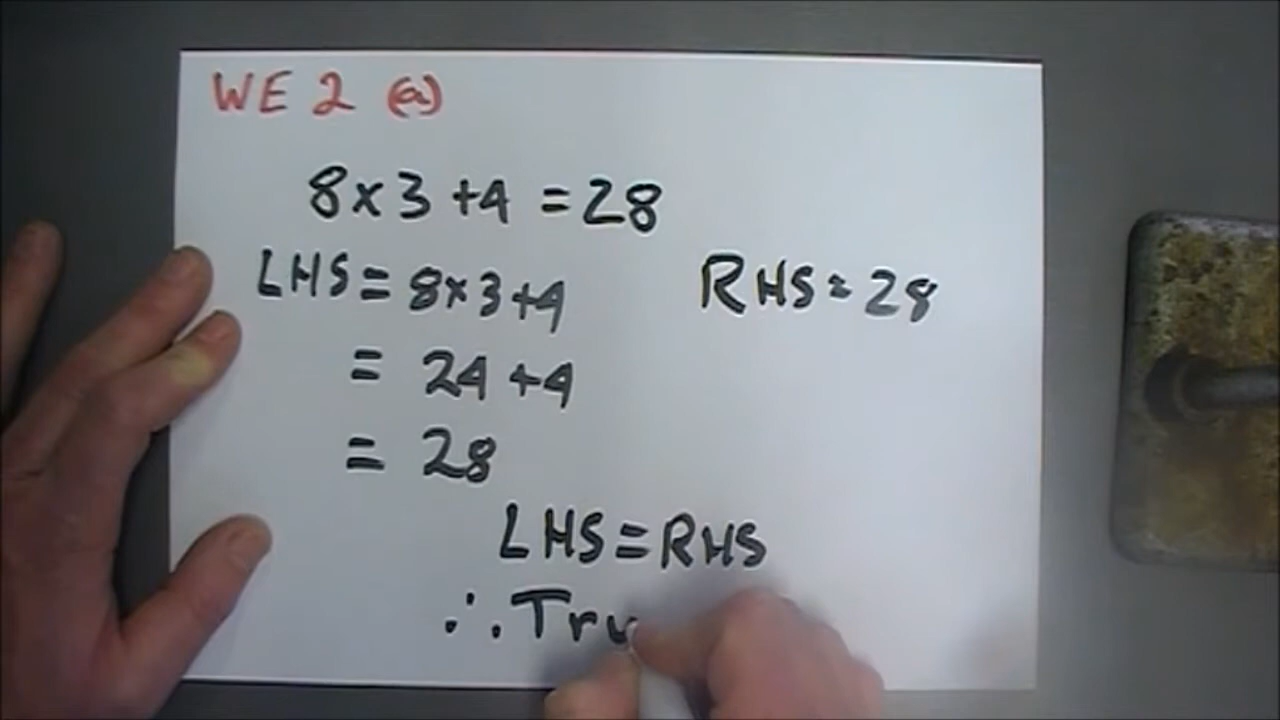 WE 2 (a)
8×3+4 = 28
LHS = 8×3+4 RHS = 28
= 24 + 4
= 28
LHS = RHS
∴ Tru